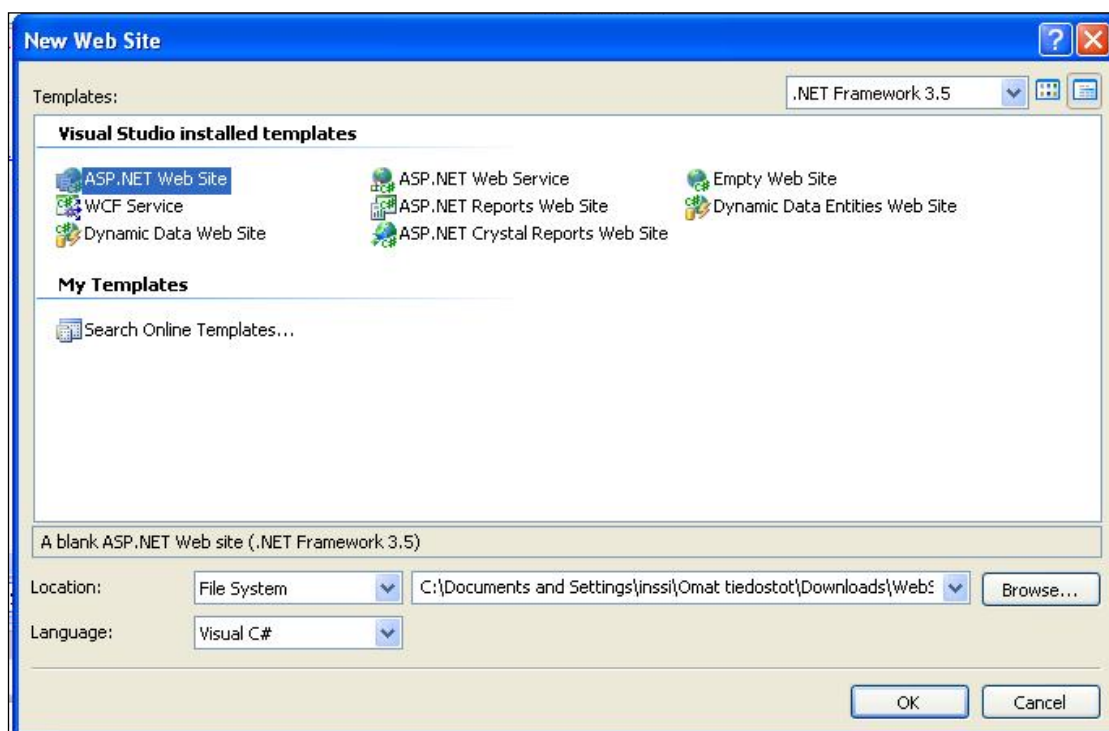 New Web Site
Templates:
.NET Framework 3.5
Visual Studio installed templates
ASP.NET Web Site
ASP.NET Web Service
Empty Web Site
WCF Service
ASP.NET Reports Web Site
Dynamic Data Entities Web Site
Dynamic Data Web Site
ASP.NET Crystal Reports Web Site
My Templates
Search Online Templates...
A blank ASP.NET Web site (.NET Framework 3.5)
Location:
File System
C:\Documents and Settings\inssi\Omat tiedostot\Downloads\WebS
Browse...
Language:
Visual C#
OK
Cancel